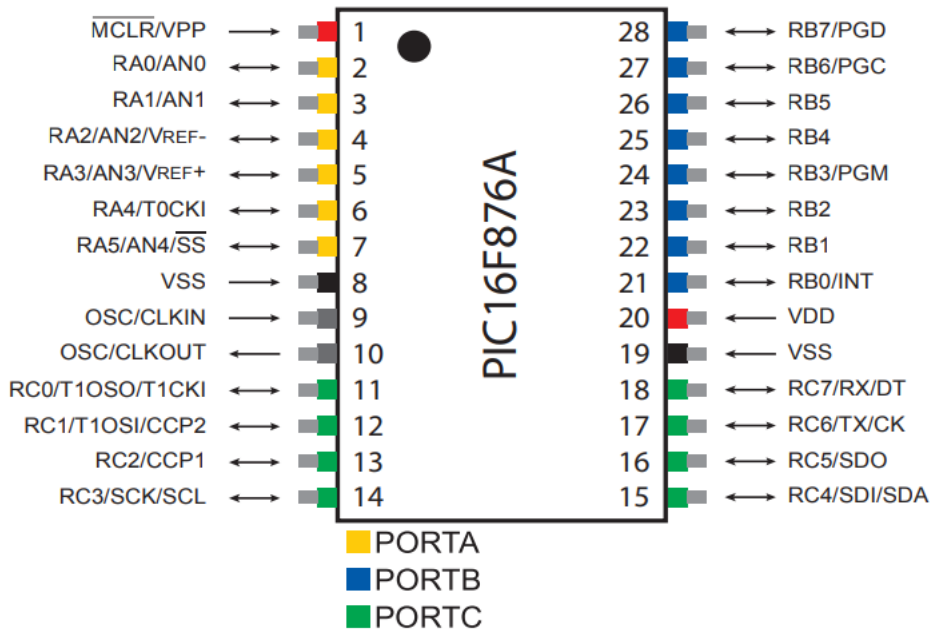 MCLR/VPP 1
RA0/AN0 2
RA1/AN1 3
RA2/AN2/VREF- 4
RA3/AN3/VREF+ 5
RA4/T0CKI 6
RA5/AN4/SS 7
VSS 8
OSC/CLKIN 9
OSC/CLKOUT 10
RC0/T1OSO/T1CKI 11
RC1/T1OSI/CCP2 12
RC2/CCP1 13
RC3/SCK/SCL 14
PIC16F876A
28 RB7/PGD
27 RB6/PGC
26 RB5
25 RB4
24 RB3/PGM
23 RB2
22 RB1
21 RB0/INT
20 VDD
19 VSS
18 RC7/RX/DT
17 RC6/TX/CK
16 RC5/SDO
15 RC4/SDI/SDA
PORTA
PORTB
PORTC